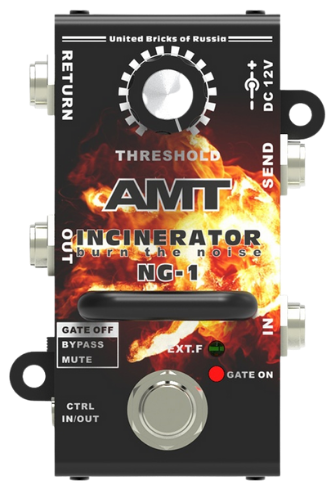 United Bricks of Russia
RETURN
DC 12V
THRESHOLD
SEND
AMT
OUT
INCINERATOR
burn the noise
NG-1
IN
GATE OFF
BYPASS
MUTE
EXT.F
GATE ON
CTRL
IN/OUT